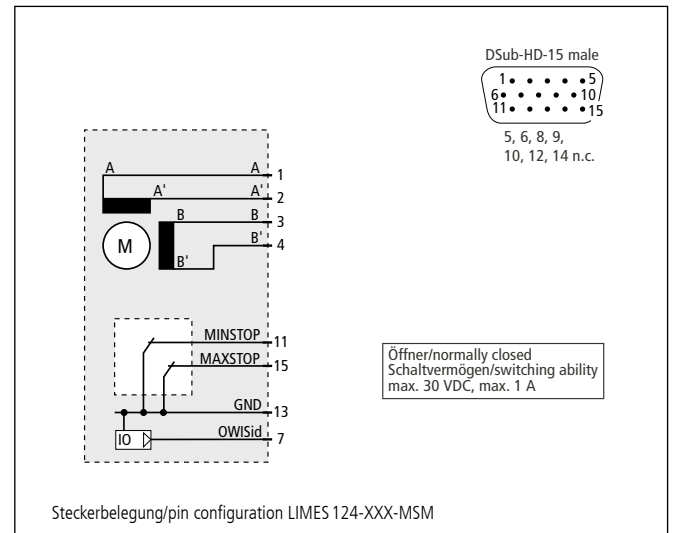 DSub-HD-15 male
1 5
6 10
11 15
5, 6, 8, 9,
10, 12, 14 n.c.
A A 1
A' A' 2
B B 3
M B' 4
B'
MINSTOP 11
MAXSTOP 15
GND 13
IO OWISid 7
Öffner/normally closed
Schaltvermögen/switching ability
max. 30 VDC, max. 1 A
Steckerbelegung/pin configuration LIMES 124-XXX-MSM